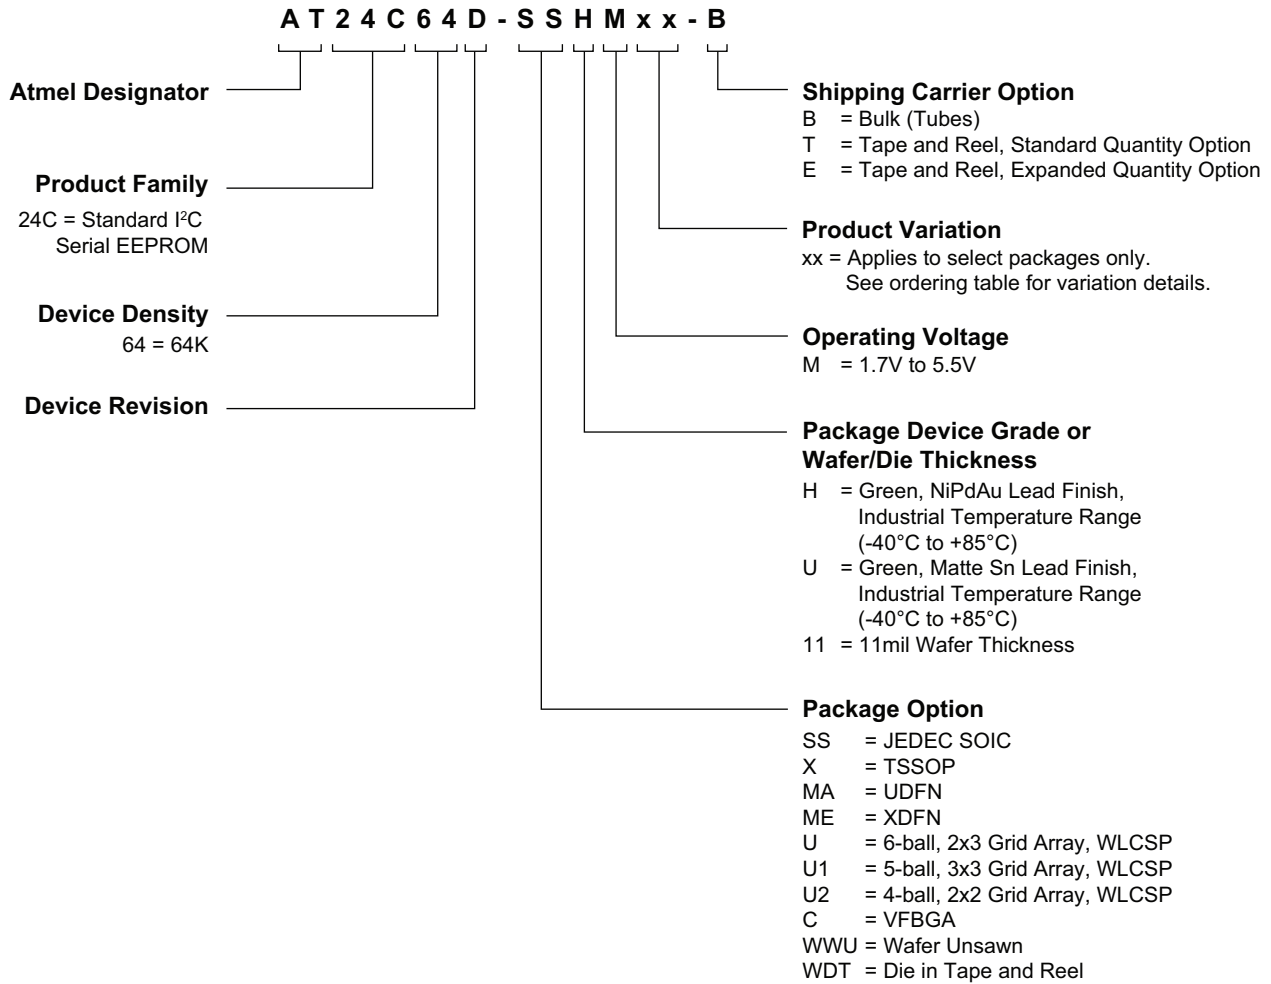 AT24C64D-SSHMxx-B
Atmel Designator
Product Family
24C = Standard I²C
Serial EEPROM
Device Density
64 = 64K
Device Revision
Shipping Carrier Option
B = Bulk (Tubes)
T = Tape and Reel, Standard Quantity Option
E = Tape and Reel, Expanded Quantity Option
Product Variation
xx = Applies to select packages only.
See ordering table for variation details.
Operating Voltage
M = 1.7V to 5.5V
Package Device Grade or
Wafer/Die Thickness
H = Green, NiPdAu Lead Finish,
Industrial Temperature Range
(-40°C to +85°C)
U = Green, Matte Sn Lead Finish,
Industrial Temperature Range
(-40°C to +85°C)
11 = 11mil Wafer Thickness
Package Option
SS = JEDEC SOIC
X = TSSOP
MA = UDFN
ME = XDFN
U = 6-ball, 2x3 Grid Array, WLCSP
U1 = 5-ball, 3x3 Grid Array, WLCSP
U2 = 4-ball, 2x2 Grid Array, WLCSP
C = VFBGA
WWU = Wafer Unsawn
WDT = Die in Tape and Reel